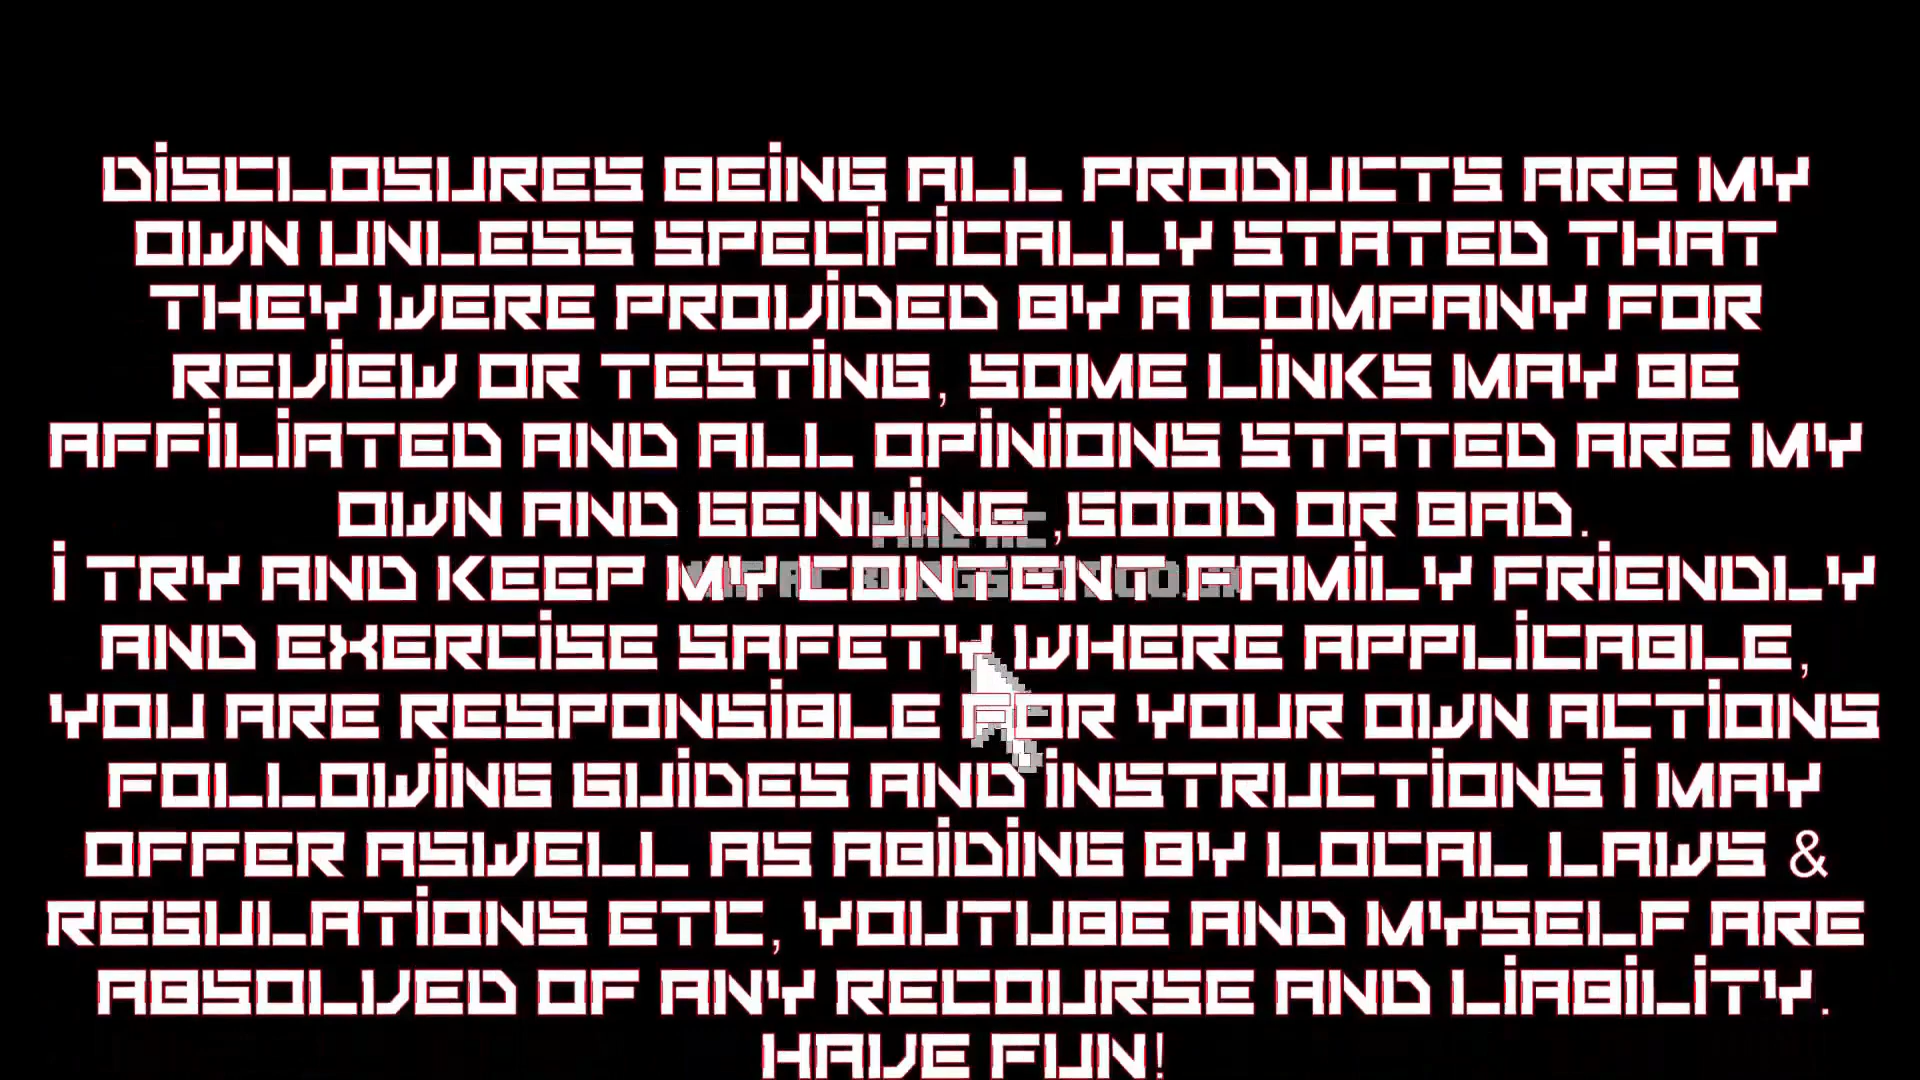 DISCLOSURES BEING ALL PRODUCTS ARE MY
OWN UNLESS SPECIFICALLY STATED THAT
THEY WERE PROVIDED BY A COMPANY FOR
REVIEW OR TESTING, SOME LINKS MAY BE
AFFILIATED AND ALL OPINIONS STATED ARE MY
OWN AND GENUINE ,GOOD OR BAD.
I TRY AND KEEP MY CONTENT FAMILY FRIENDLY
AND EXERCISE SAFETY WHERE APPLICABLE,
YOU ARE RESPONSIBLE FOR YOUR OWN ACTIONS
FOLLOWING GUIDES AND INSTRUCTIONS I MAY
OFFER ASWELL AS ABIDING BY LOCAL LAWS &
REGULATIONS ETC, YOUTUBE AND MYSELF ARE
ABSOLVED OF ANY RECOURSE AND LIABILITY.
HAVE FUN!